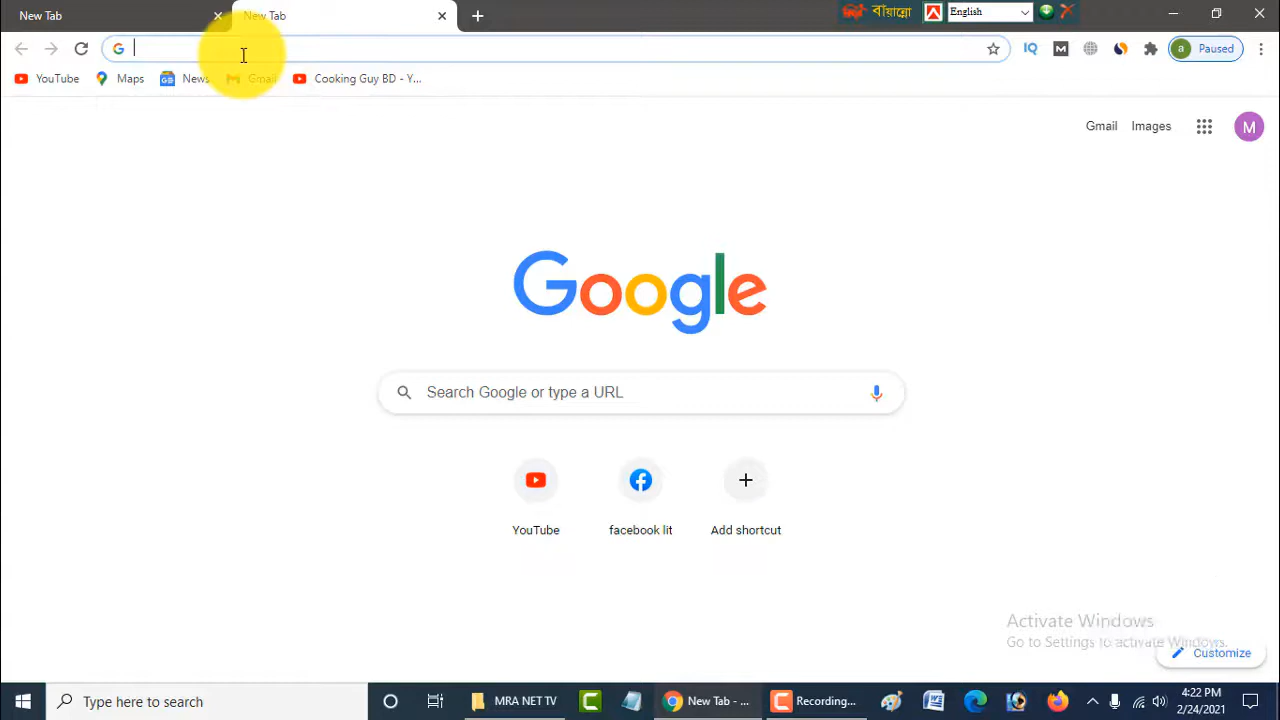 New Tab
New Tab
বাঁয়ান্নো
English
Paused
YouTube
Maps
News
Gmail
Cooking Guy BD - Y...
Gmail
Images
M
Google
Search Google or type a URL
YouTube
facebook lit
Add shortcut
Activate Windows
Go to Settings to activate Windows.
Customize
Type here to search
MRA NET TV
New Tab - ...
Recording...
4:22 PM
2/24/2021